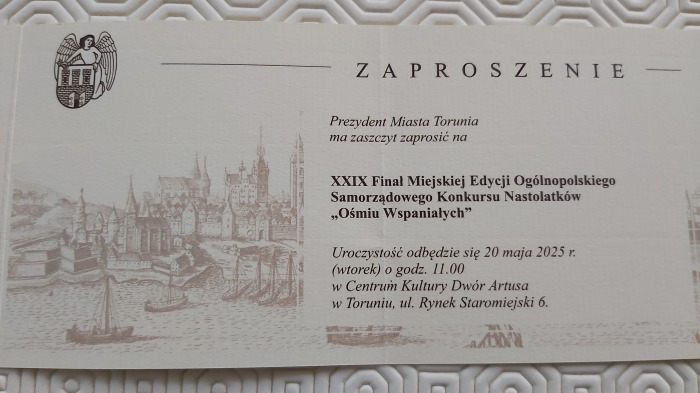 ZAPROSZENIE
Prezydent Miasta Torunia
ma zaszczyt zaprosić na
XXIX Finał Miejskiej Edycji Ogólnopolskiego
Samorządowego Konkursu Nastolatków
„Ośmiu Wspaniałych”
Uroczystość odbędzie się 20 maja 2025 r.
(wtorek) o godz. 11.00
w Centrum Kultury Dwór Artusa
w Toruniu, ul. Rynek Staromiejski 6.